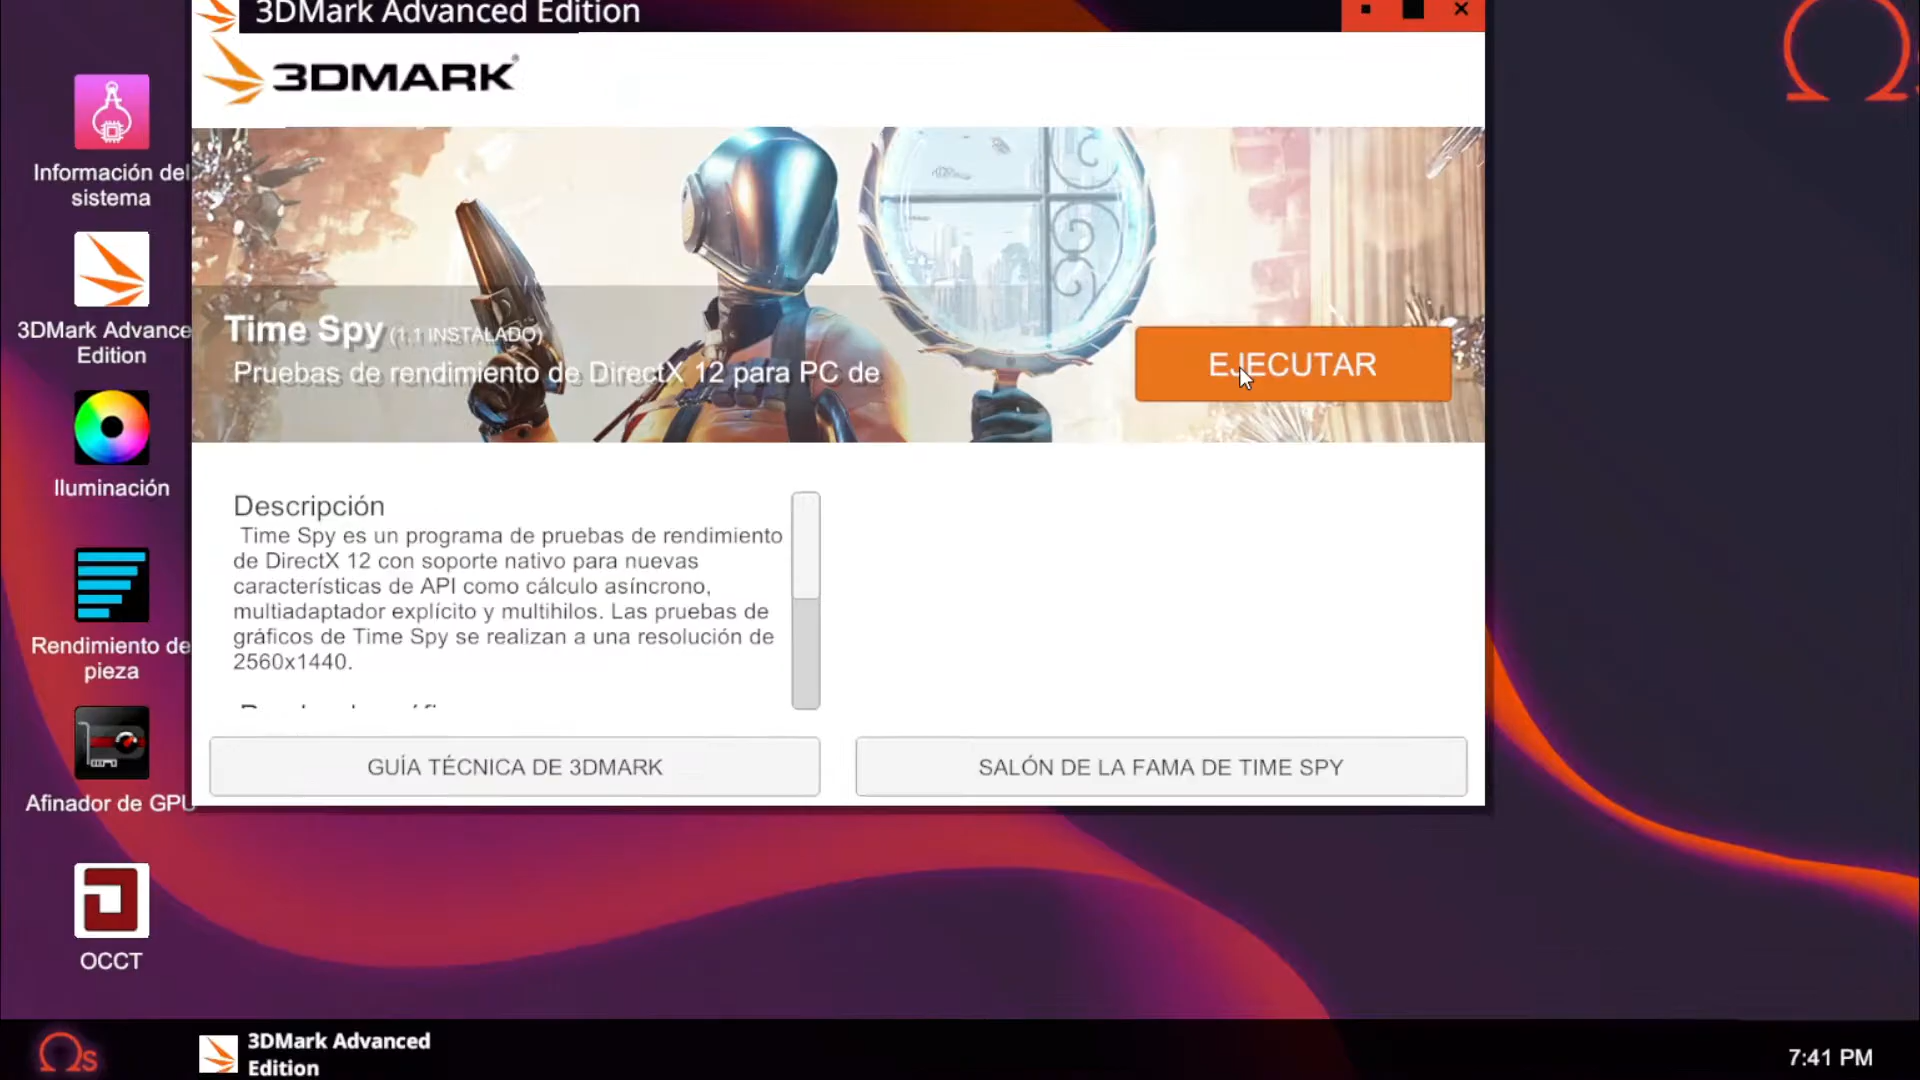 3DMark Advanced Edition
3DMARK
Información del
sistema
3DMark Advance
Edition
Iluminación
Rendimiento de
pieza
Afinador de GPU
OCCT
Time Spy (1.1 INSTALADO)
Pruebas de rendimiento de DirectX 12 para PC de
EJECUTAR
Descripción
Time Spy es un programa de pruebas de rendimiento
de DirectX 12 con soporte nativo para nuevas
características de API como cálculo asíncrono,
multiadaptador explícito y multihilos. Las pruebas de
gráficos de Time Spy se realizan a una resolución de
2560x1440.
GUÍA TÉCNICA DE 3DMARK
SALÓN DE LA FAMA DE TIME SPY
Ωs
3DMark Advanced
Edition
7:41 PM